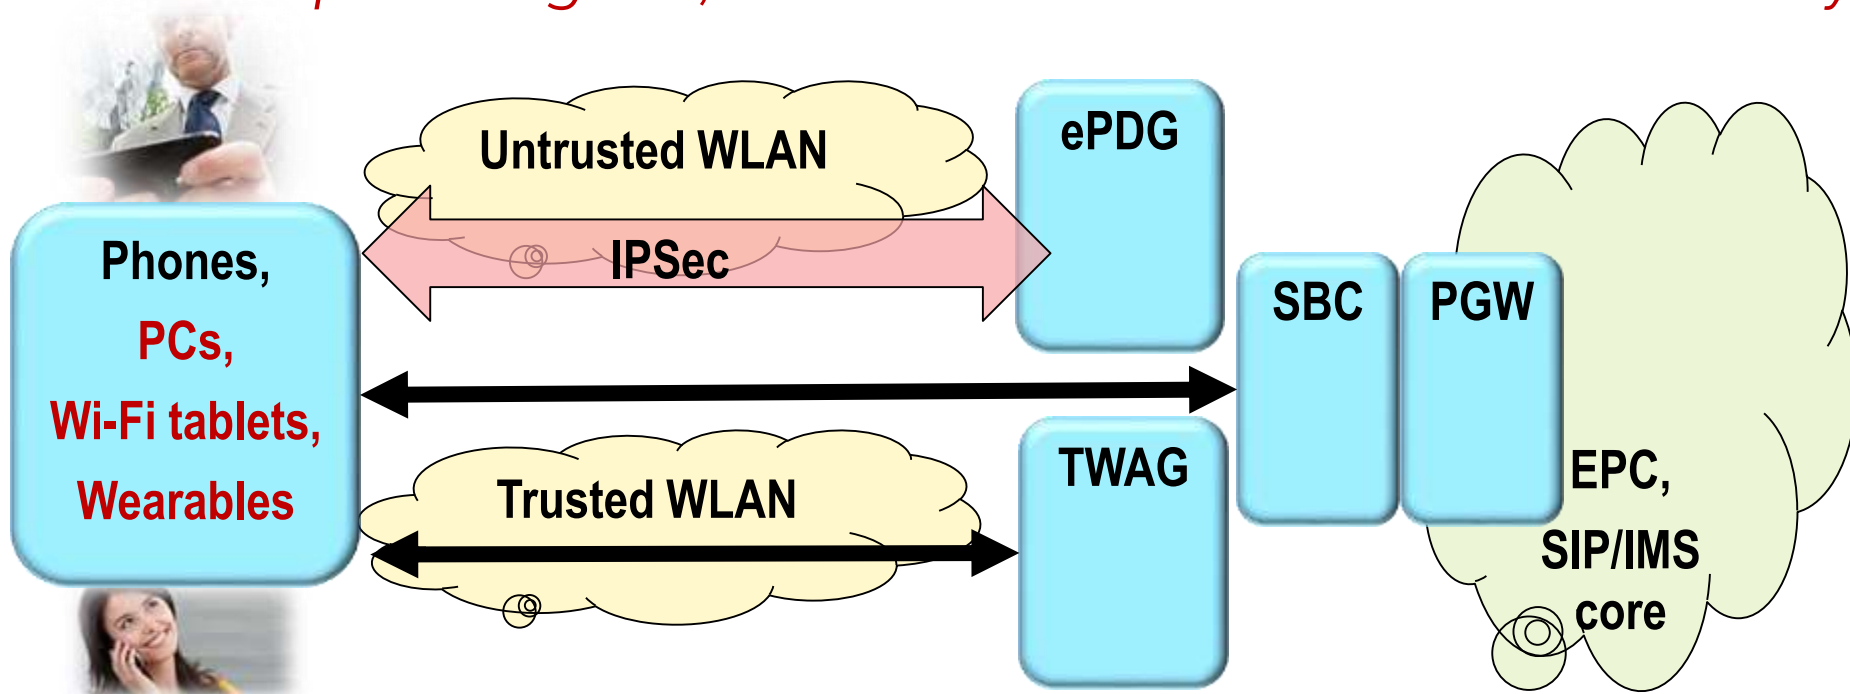 Untrusted WLAN
ePDG
Phones,
PCs,
Wi-Fi tablets,
Wearables
IPSec
SBC
PGW
TWAG
Trusted WLAN
EPC,
SIP/IMS
core